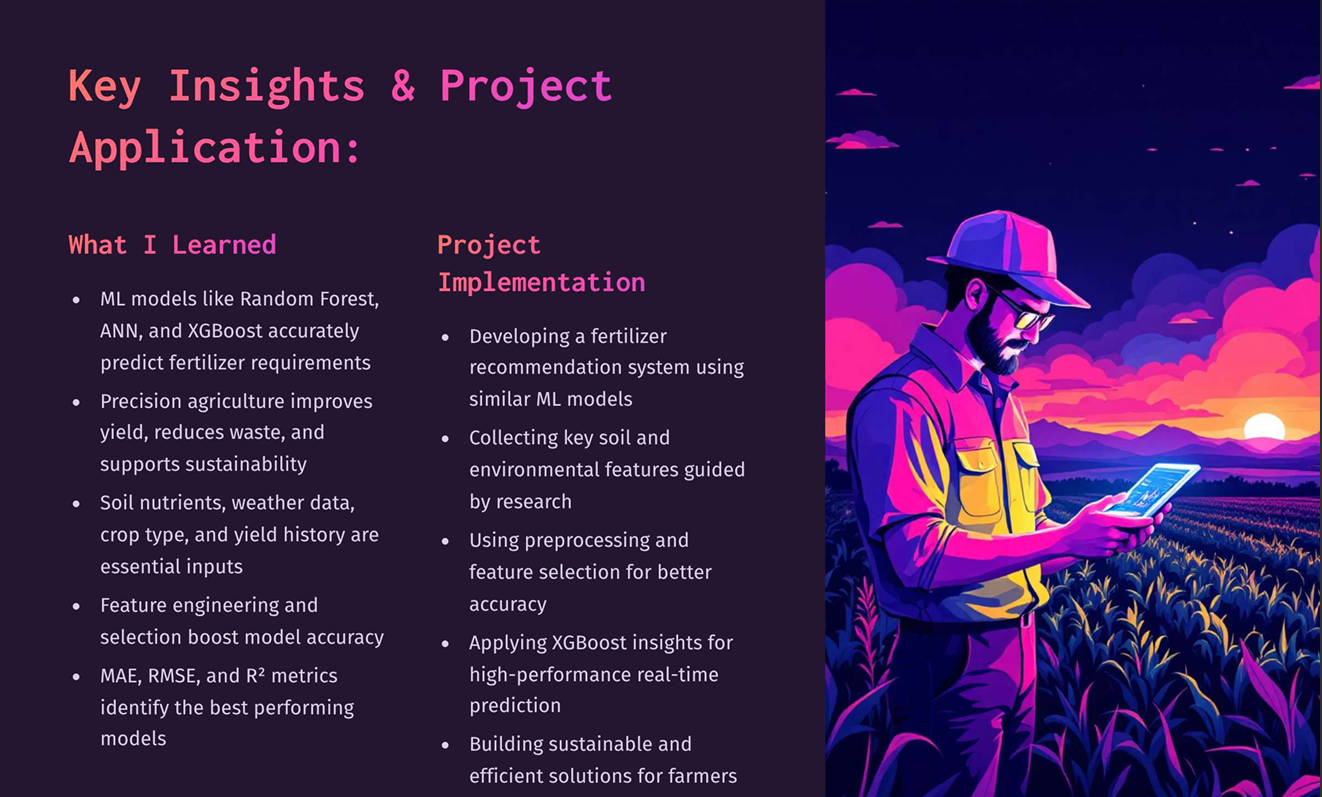 Key Insights & Project
Application:
What I Learned
• ML models like Random Forest,
ANN, and XGBoost accurately
predict fertilizer requirements
• Precision agriculture improves
yield, reduces waste, and
supports sustainability
• Soil nutrients, weather data,
crop type, and yield history are
essential inputs
• Feature engineering and
selection boost model accuracy
• MAE, RMSE, and R² metrics
identify the best performing
models
Project
Implementation
• Developing a fertilizer
recommendation system using
similar ML models
• Collecting key soil and
environmental features guided
by research
• Using preprocessing and
feature selection for better
accuracy
• Applying XGBoost insights for
high-performance real-time
prediction
• Building sustainable and
efficient solutions for farmers